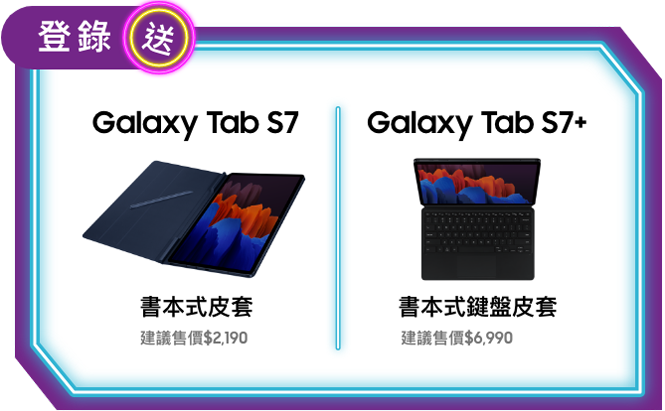 登錄 送
Galaxy Tab S7
Galaxy Tab S7+
書本式皮套
建議售價$2,190
書本式鍵盤皮套
建議售價$6,990